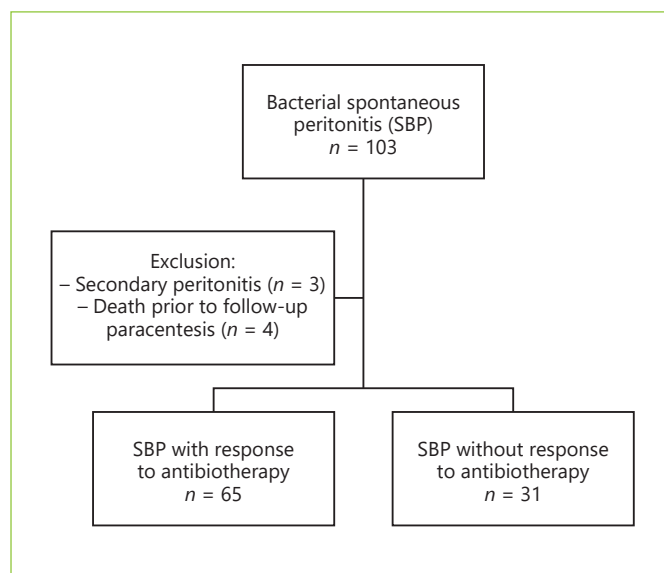 Bacterial spontaneous
peritonitis (SBP)
n = 103
Exclusion:
– Secondary peritonitis (n = 3)
– Death prior to follow-up
paracentesis (n = 4)
SBP with response
to antibiotherapy
n = 65
SBP without response
to antibiotherapy
n = 31